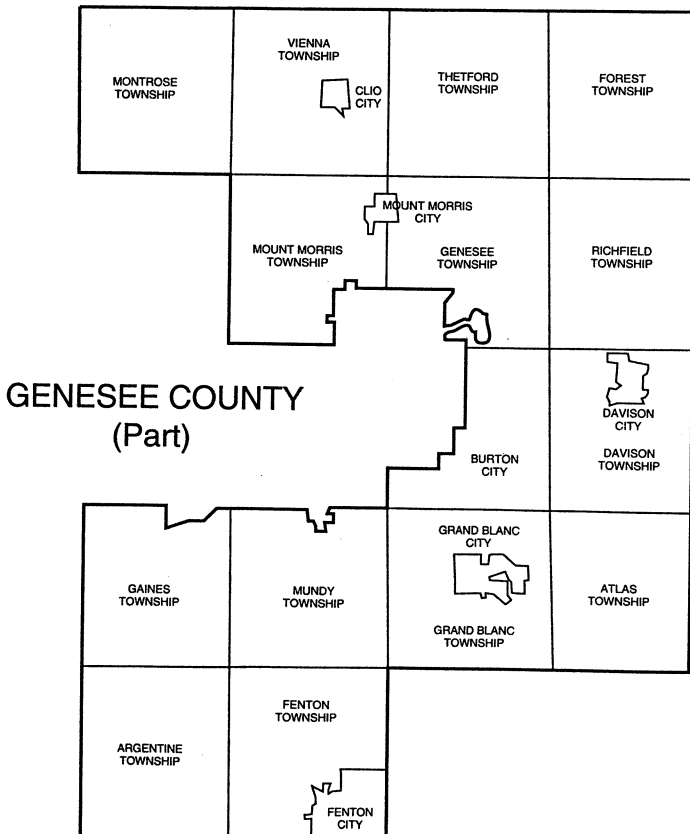 VIENNA
TOWNSHIP
MONTROSE
TOWNSHIP
THETFORD
TOWNSHIP
FOREST
TOWNSHIP
CLIO
CITY
MOUNT MORRIS
CITY
MOUNT MORRIS
TOWNSHIP
GENESEE
TOWNSHIP
RICHFIELD
TOWNSHIP
GENESEE COUNTY
(Part)
DAVISON
CITY
BURTON
CITY
DAVISON
TOWNSHIP
GRAND BLANC
CITY
GAINES
TOWNSHIP
MUNDY
TOWNSHIP
ATLAS
TOWNSHIP
GRAND BLANC
TOWNSHIP
FENTON
TOWNSHIP
ARGENTINE
TOWNSHIP
FENTON
CITY